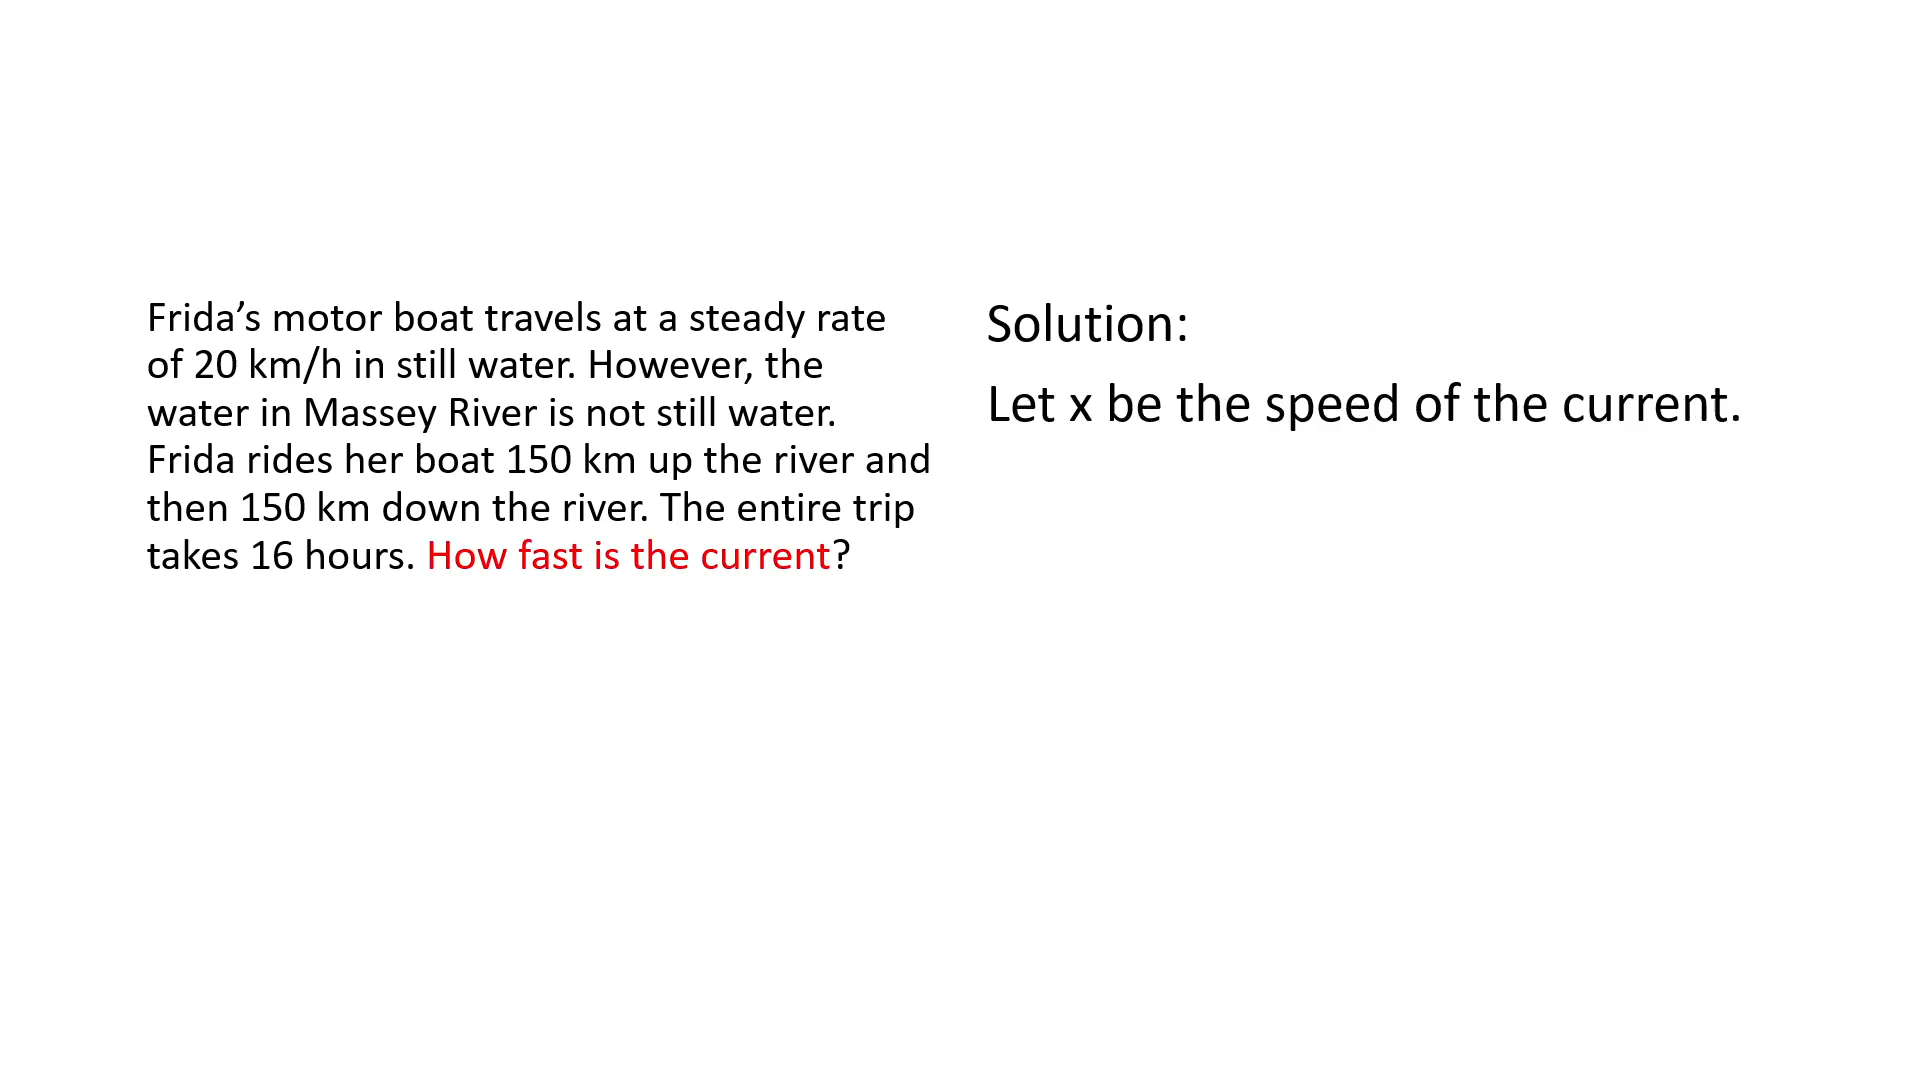 Frida’s motor boat travels at a steady rate
of 20 km/h in still water. However, the
water in Massey River is not still water.
Frida rides her boat 150 km up the river and
then 150 km down the river. The entire trip
takes 16 hours. How fast is the current?
Solution:
Let x be the speed of the current.